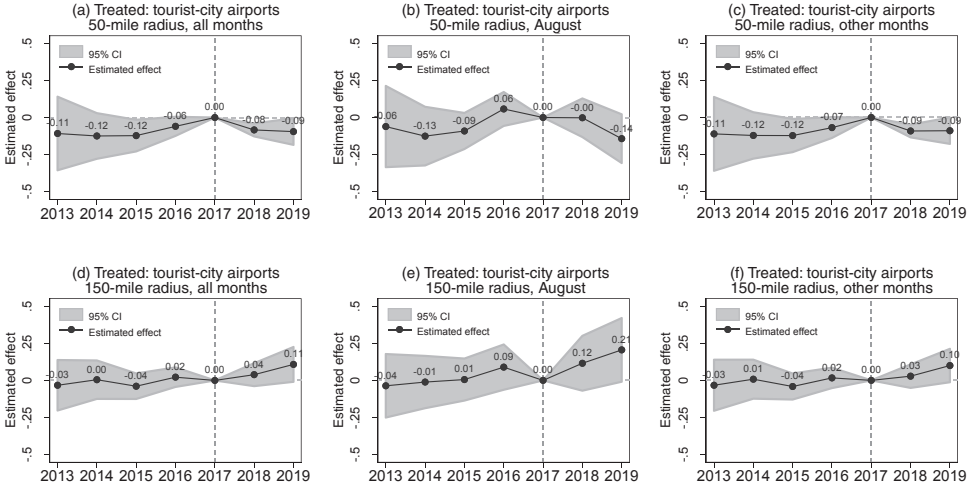 (a) Treated: tourist-city airports
50-mile radius, all months
Estimated effect
.5
.25
0
-.25
-.5
95% CI
Estimated effect
-0.11
-0.12
-0.12
-0.06
0.00
-0.08
-0.09
2013 2014 2015 2016 2017 2018 2019
(b) Treated: tourist-city airports
50-mile radius, August
Estimated effect
.5
.25
0
-.25
-.5
95% CI
Estimated effect
-0.06
-0.13
-0.09
0.06
0.00
-0.00
-0.14
2013 2014 2015 2016 2017 2018 2019
(c) Treated: tourist-city airports
50-mile radius, other months
Estimated effect
.5
.25
0
-.25
-.5
95% CI
Estimated effect
-0.11
-0.12
-0.12
-0.07
0.00
-0.09
-0.09
2013 2014 2015 2016 2017 2018 2019
(d) Treated: tourist-city airports
150-mile radius, all months
Estimated effect
.5
.25
0
-.25
-.5
95% CI
Estimated effect
-0.03
0.00
-0.04
0.02
0.00
0.04
0.11
2013 2014 2015 2016 2017 2018 2019
(e) Treated: tourist-city airports
150-mile radius, August
Estimated effect
.5
.25
0
-.25
-.5
95% CI
Estimated effect
-0.04
-0.01
0.01
0.09
0.00
0.12
0.21
2013 2014 2015 2016 2017 2018 2019
(f) Treated: tourist-city airports
150-mile radius, other months
Estimated effect
.5
.25
0
-.25
-.5
95% CI
Estimated effect
-0.03
0.01
-0.04
0.02
0.00
0.03
0.10
2013 2014 2015 2016 2017 2018 2019